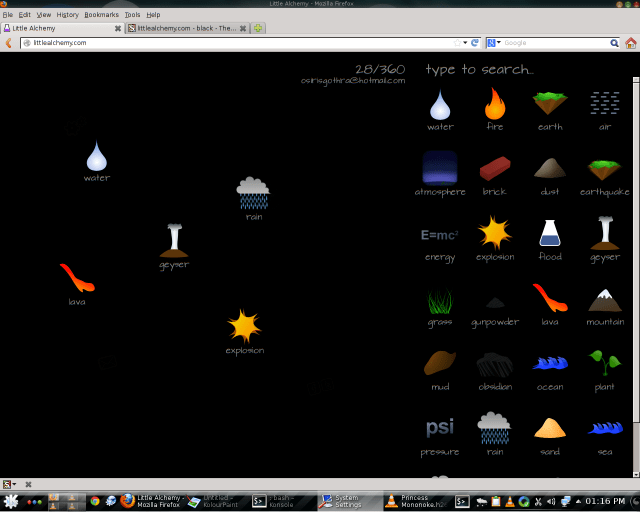 Little Alchemy - Mozilla Firefox
File Edit View History Bookmarks Tools Help
Little Alchemy
littlealchemy.com - black - The...
littlealchemy.com
Google
28/360
type to search...
osirisgothra@hotmail.com
water fire earth air
water
atmosphere brick dust earthquake
rain
E=mc²
energy explosion flood geyser
geyser
lava
grass gunpowder lava mountain
explosion
mud obsidian ocean plant
psi
pressure rain sand sea
Little Alchemy -
Mozilla Firefox
Untitled -
KolourPaint
r:bash -
Konsole
System
Settings
Princess
Mononoke.h2
01:16 PM